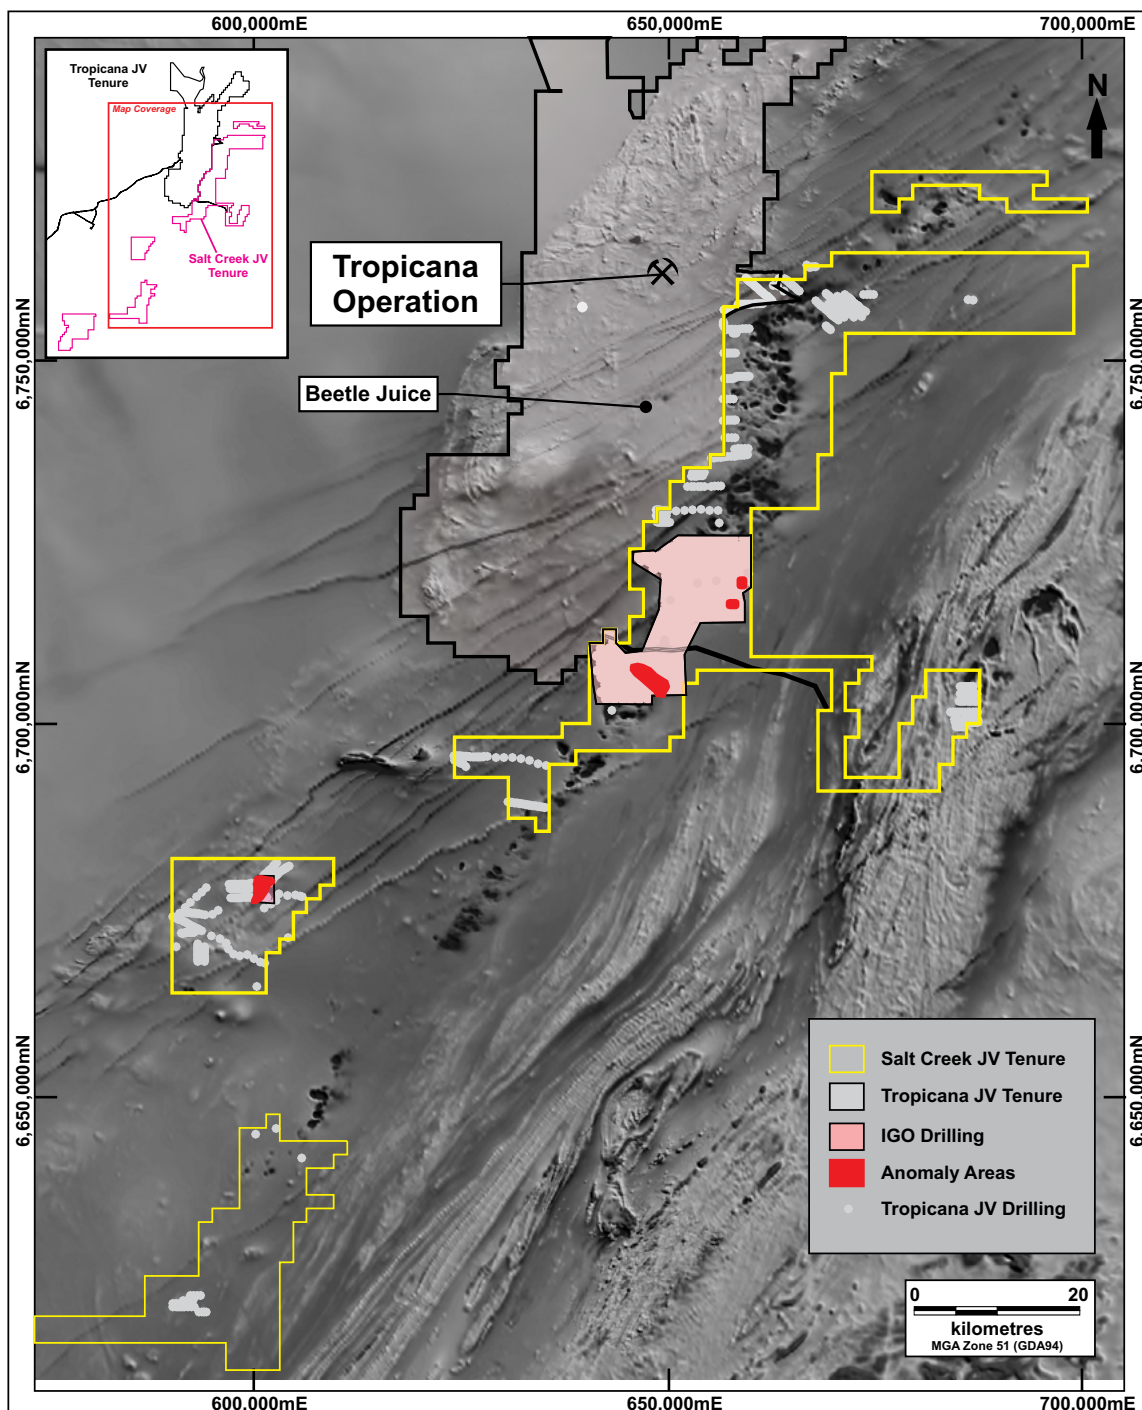 600,000mE
650,000mE
700,000mE
Tropicana JV
Tenure
Map Coverage
Salt Creek JV
Tenure
N
Tropicana
Operation
Beetle Juice
6,750,000mN
6,750,000mN
6,700,000mN
6,700,000mN
6,650,000mN
6,650,000mN
Salt Creek JV Tenure
Tropicana JV Tenure
IGO Drilling
Anomaly Areas
Tropicana JV Drilling
0 20
kilometres
MGA Zone 51 (GDA94)
600,000mE
650,000mE
700,000mE